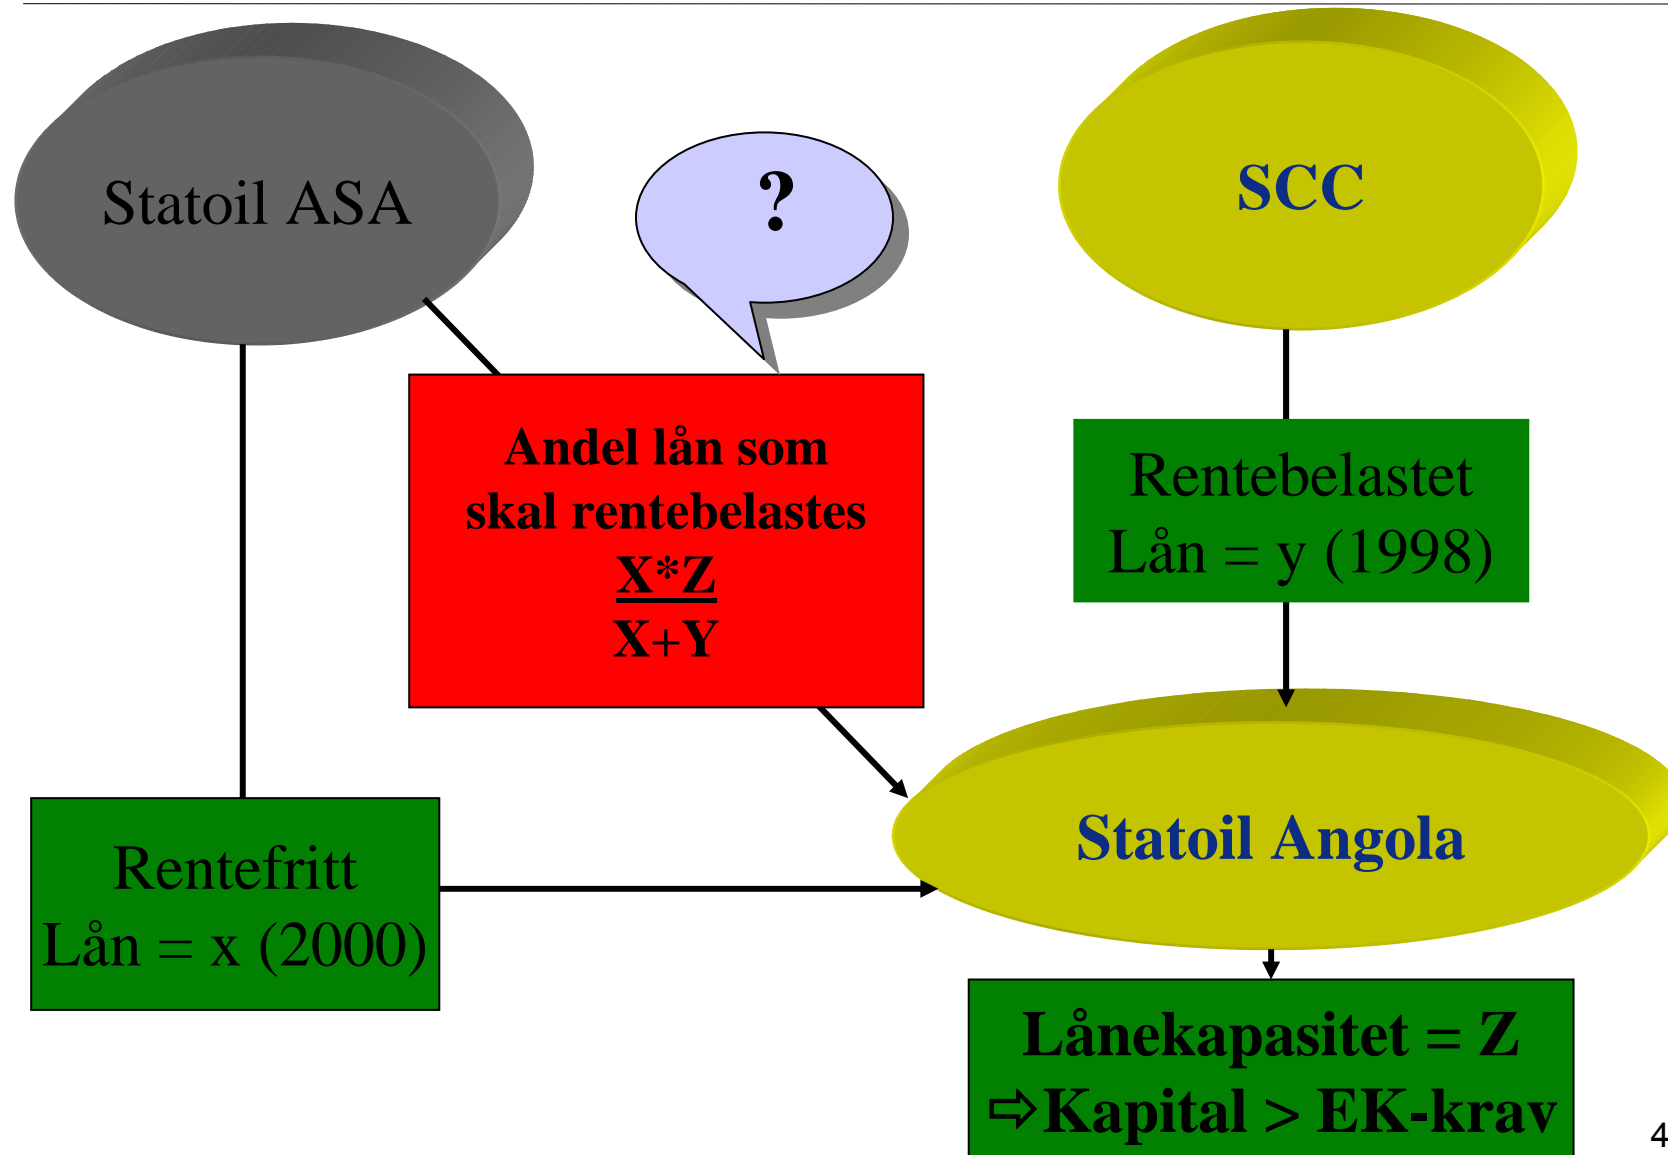 Statoil ASA
?
SCC
Andel lån som
skal rentebelastes
X*Z
X+Y
Rentebelastet
Lån = y (1998)
Statoil Angola
Rentefritt
Lån = x (2000)
Lånekapasitet = Z
⇨Kapital > EK-krav
4